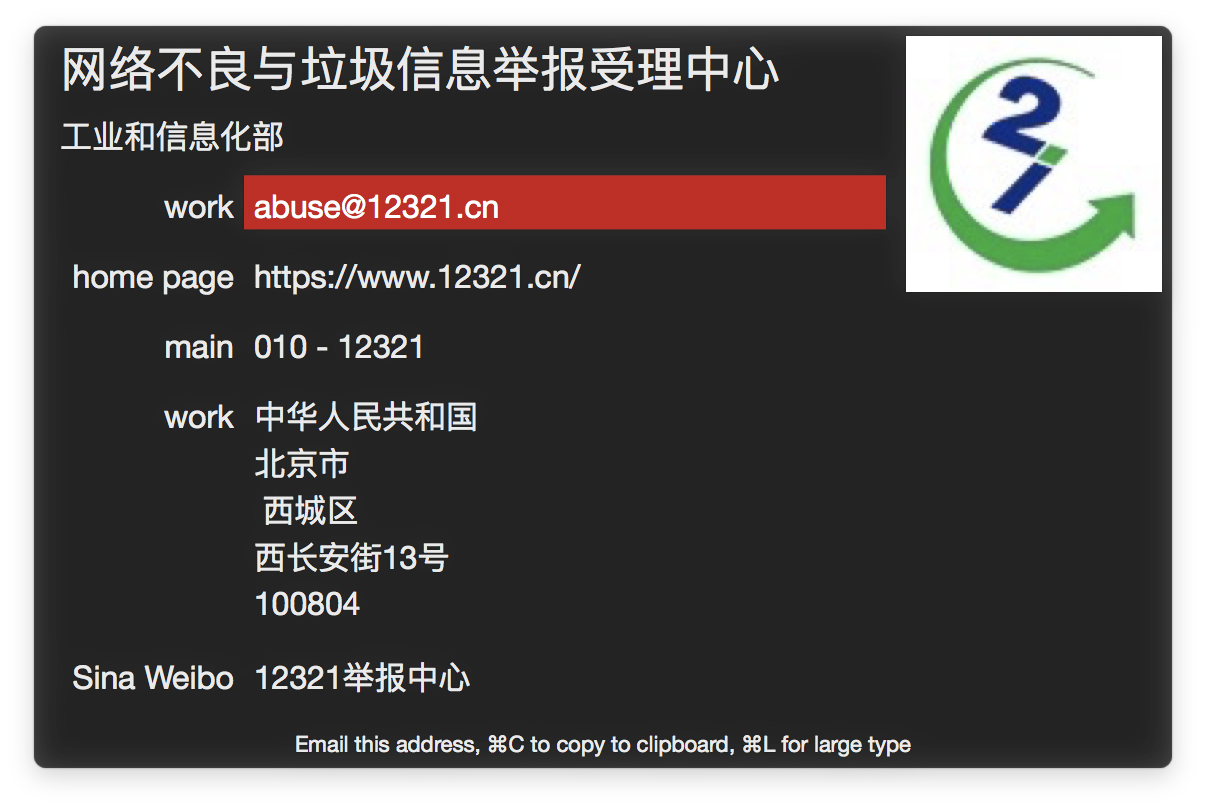 网络不良与垃圾信息举报受理中心
工业和信息化部
work abuse@12321.cn
home page https://www.12321.cn/
main 010 - 12321
work 中华人民共和国
北京市
西城区
西长安街13号
100804
Sina Weibo 12321举报中心
Email this address, ⌘C to copy to clipboard, ⌘L for large type